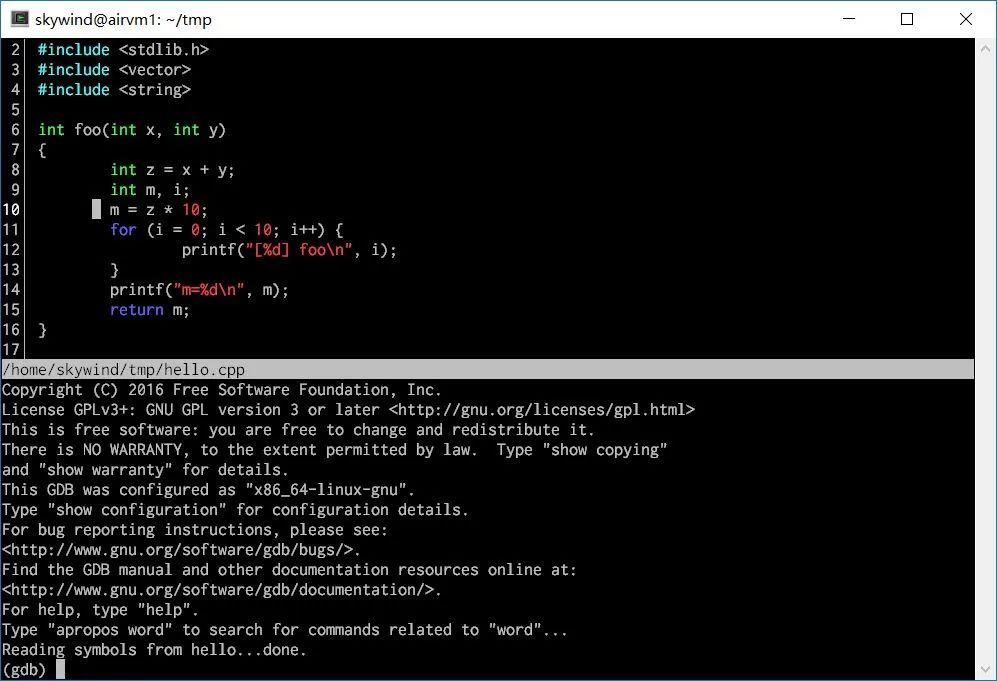 skywind@airvm1: ~/tmp
2 #include <stdlib.h>
3 #include <vector>
4 #include <string>
5
6 int foo(int x, int y)
7 {
8         int z = x + y;
9         int m, i;
10         m = z * 10;
11         for (i = 0; i < 10; i++) {
12                 printf("[%d] foo\n", i);
13         }
14         printf("m=%d\n", m);
15         return m;
16 }
17
/home/skywind/tmp/hello.cpp
Copyright (C) 2016 Free Software Foundation, Inc.
License GPLv3+: GNU GPL version 3 or later <http://gnu.org/licenses/gpl.html>
This is free software: you are free to change and redistribute it.
There is NO WARRANTY, to the extent permitted by law.  Type "show copying"
and "show warranty" for details.
This GDB was configured as "x86_64-linux-gnu".
Type "show configuration" for configuration details.
For bug reporting instructions, please see:
<http://www.gnu.org/software/gdb/bugs/>.
Find the GDB manual and other documentation resources online at:
<http://www.gnu.org/software/gdb/documentation/>.
For help, type "help".
Type "apropos word" to search for commands related to "word"...
Reading symbols from hello...done.
(gdb)